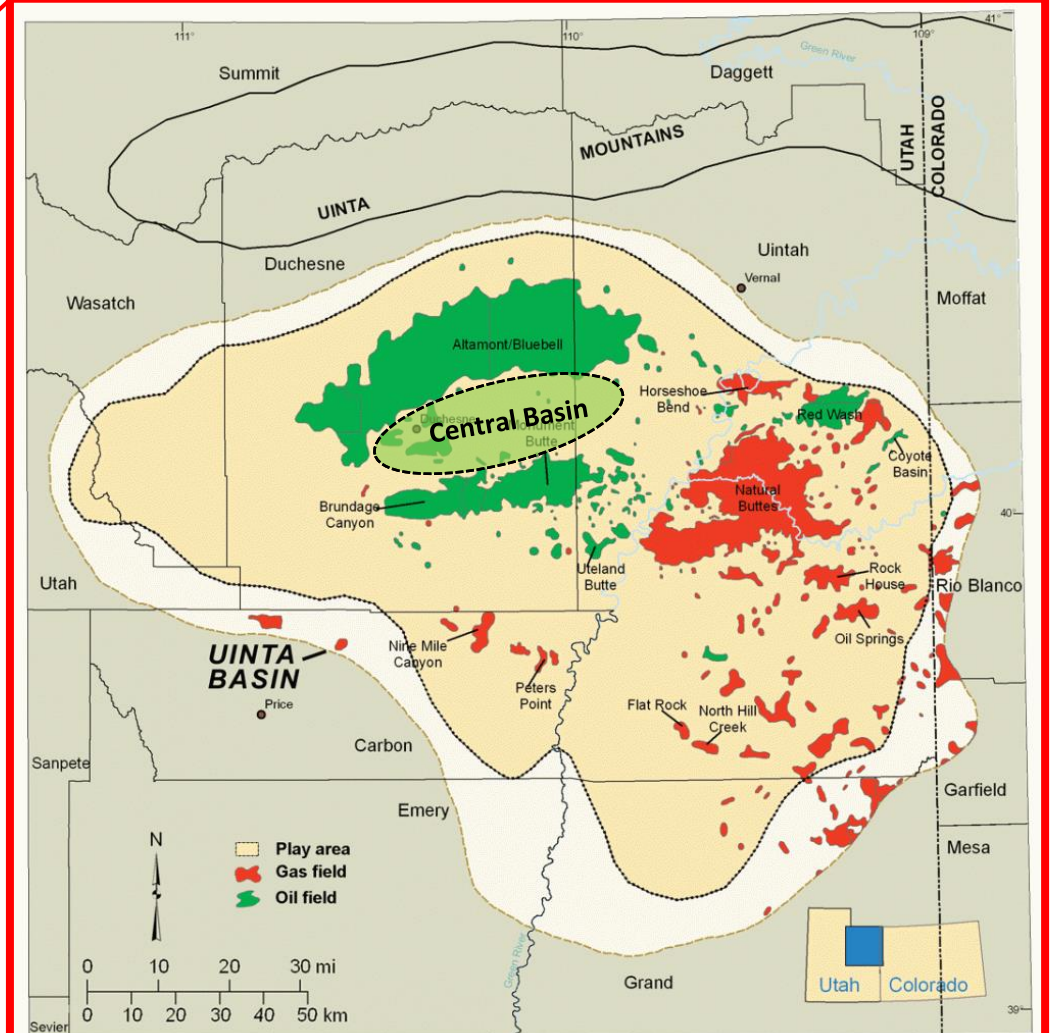 111°
110°
109°
41°
Green River
Summit
Daggett
MOUNTAINS
UTAH
COLORADO
UINTA
Duchesne
Uintah
Vernal
Wasatch
Moffat
Altamont/Bluebell
Horseshoe
Bend
Duchesne
Central Basin
Monument
Butte
Red Wash
Coyote
Basin
Natural
Buttes
Brundage
Canyon
40°
Uteland
Butte
Rock
House
Utah
Rio Blanco
Oil Springs
Nine Mile
Canyon
UINTA
BASIN
Peters
Point
Price
Flat Rock
North Hill
Creek
Carbon
Sanpete
Emery
Garfield
Mesa
N
Play area
Gas field
Oil field
Green River
Grand
Utah
Colorado
0 10 20 30 mi
0 10 20 30 40 50 km
39°
Sevier